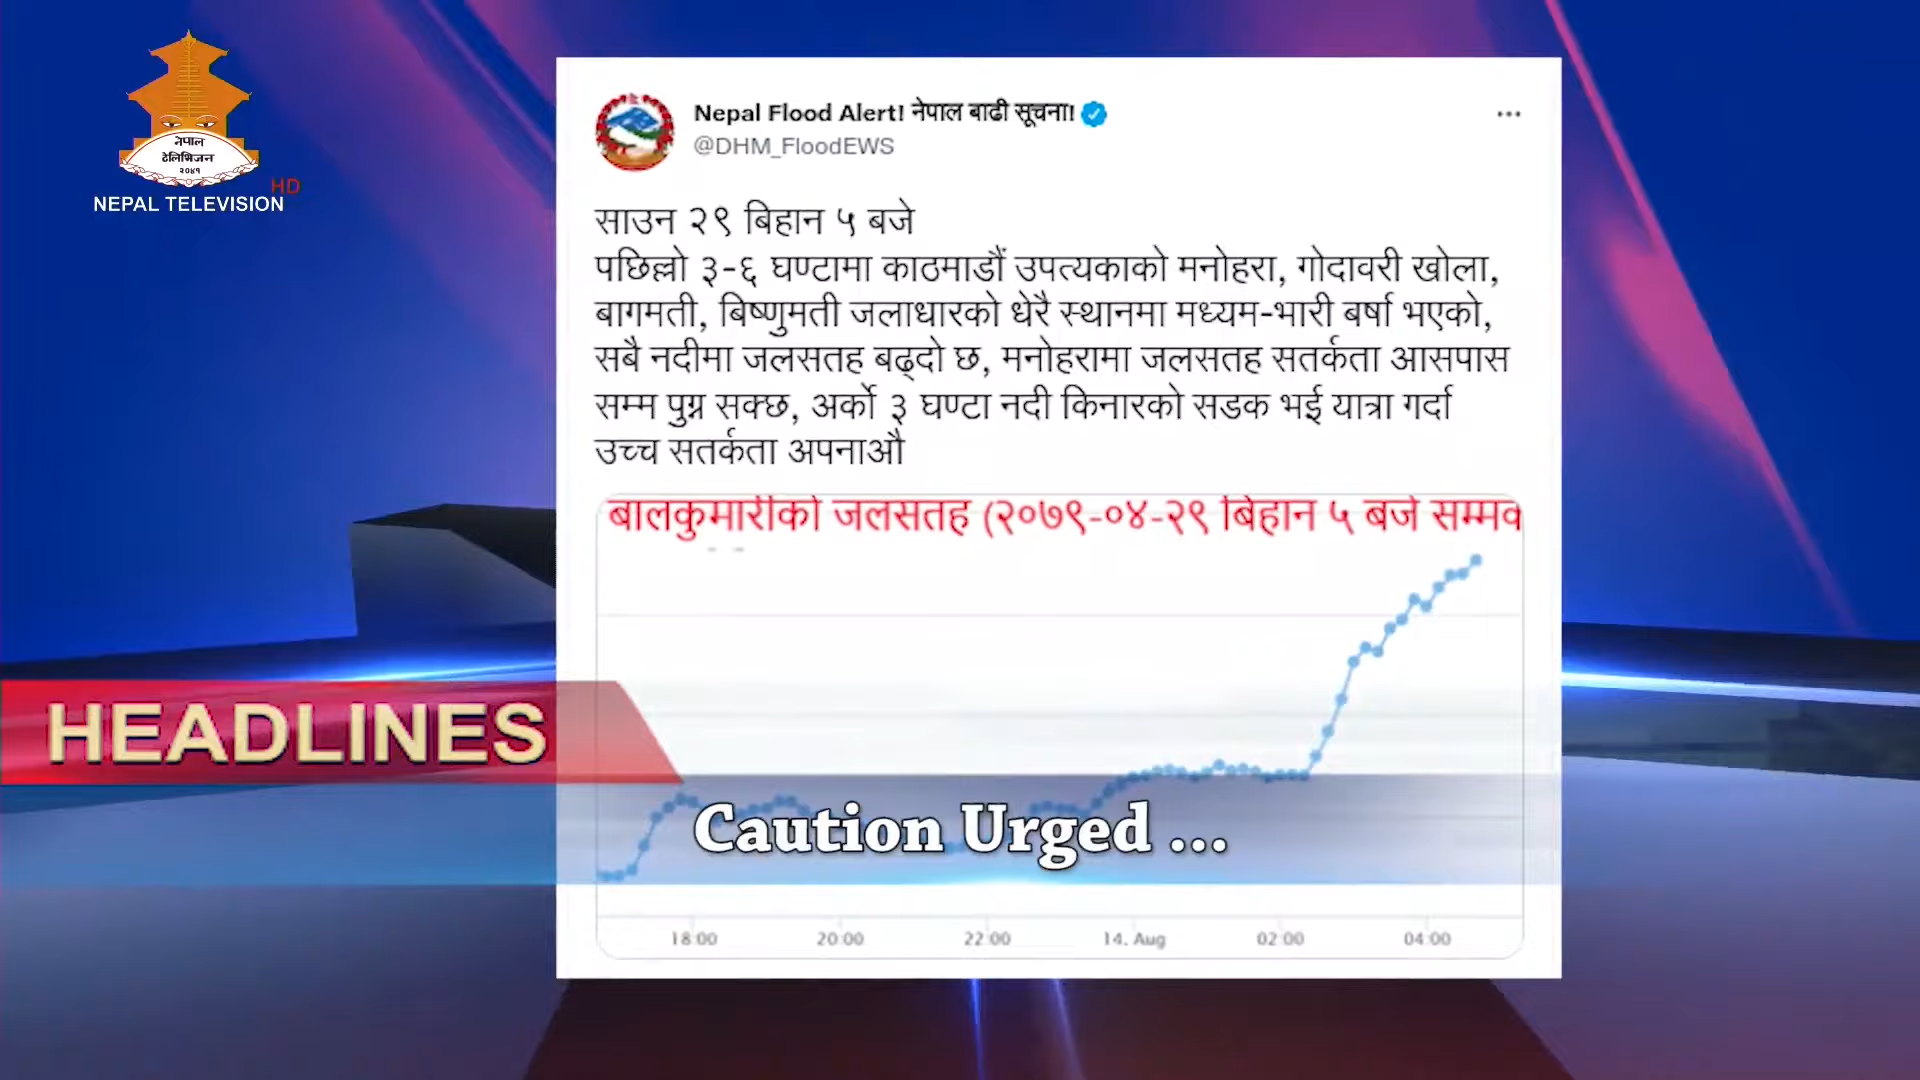 नेपाल
टेलिभिजन
२०४१
HD
NEPAL TELEVISION
Nepal Flood Alert! नेपाल बाढी सूचना!
@DHM_FloodEWS
साउन २९ बिहान ५ बजे
पछिल्लो ३-६ घण्टामा काठमाडौं उपत्यकाको मनोहरा, गोदावरी खोला,
बागमती, बिष्णुमती जलाधारको धेरै स्थानमा मध्यम-भारी बर्षा भएको,
सबै नदीमा जलसतह बढ्दो छ, मनोहरामा जलसतह सतर्कता आसपास
सम्म पुग्न सक्छ, अर्को ३ घण्टा नदी किनारको सडक भई यात्रा गर्दा
उच्च सतर्कता अपनाऔ
बालकुमारीको जलसतह (२०७९-०४-२९ बिहान ५ बजे सम्मव
HEADLINES
Caution Urged ...
18:00 20:00 22:00 14. Aug 02:00 04:00